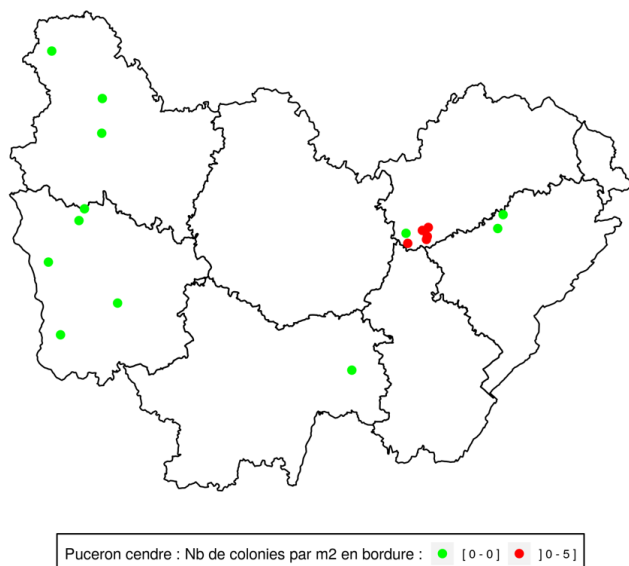 Puceron cendre : Nb de colonies par m2 en bordure : [ 0 - 0 ] ] 0 - 5 ]